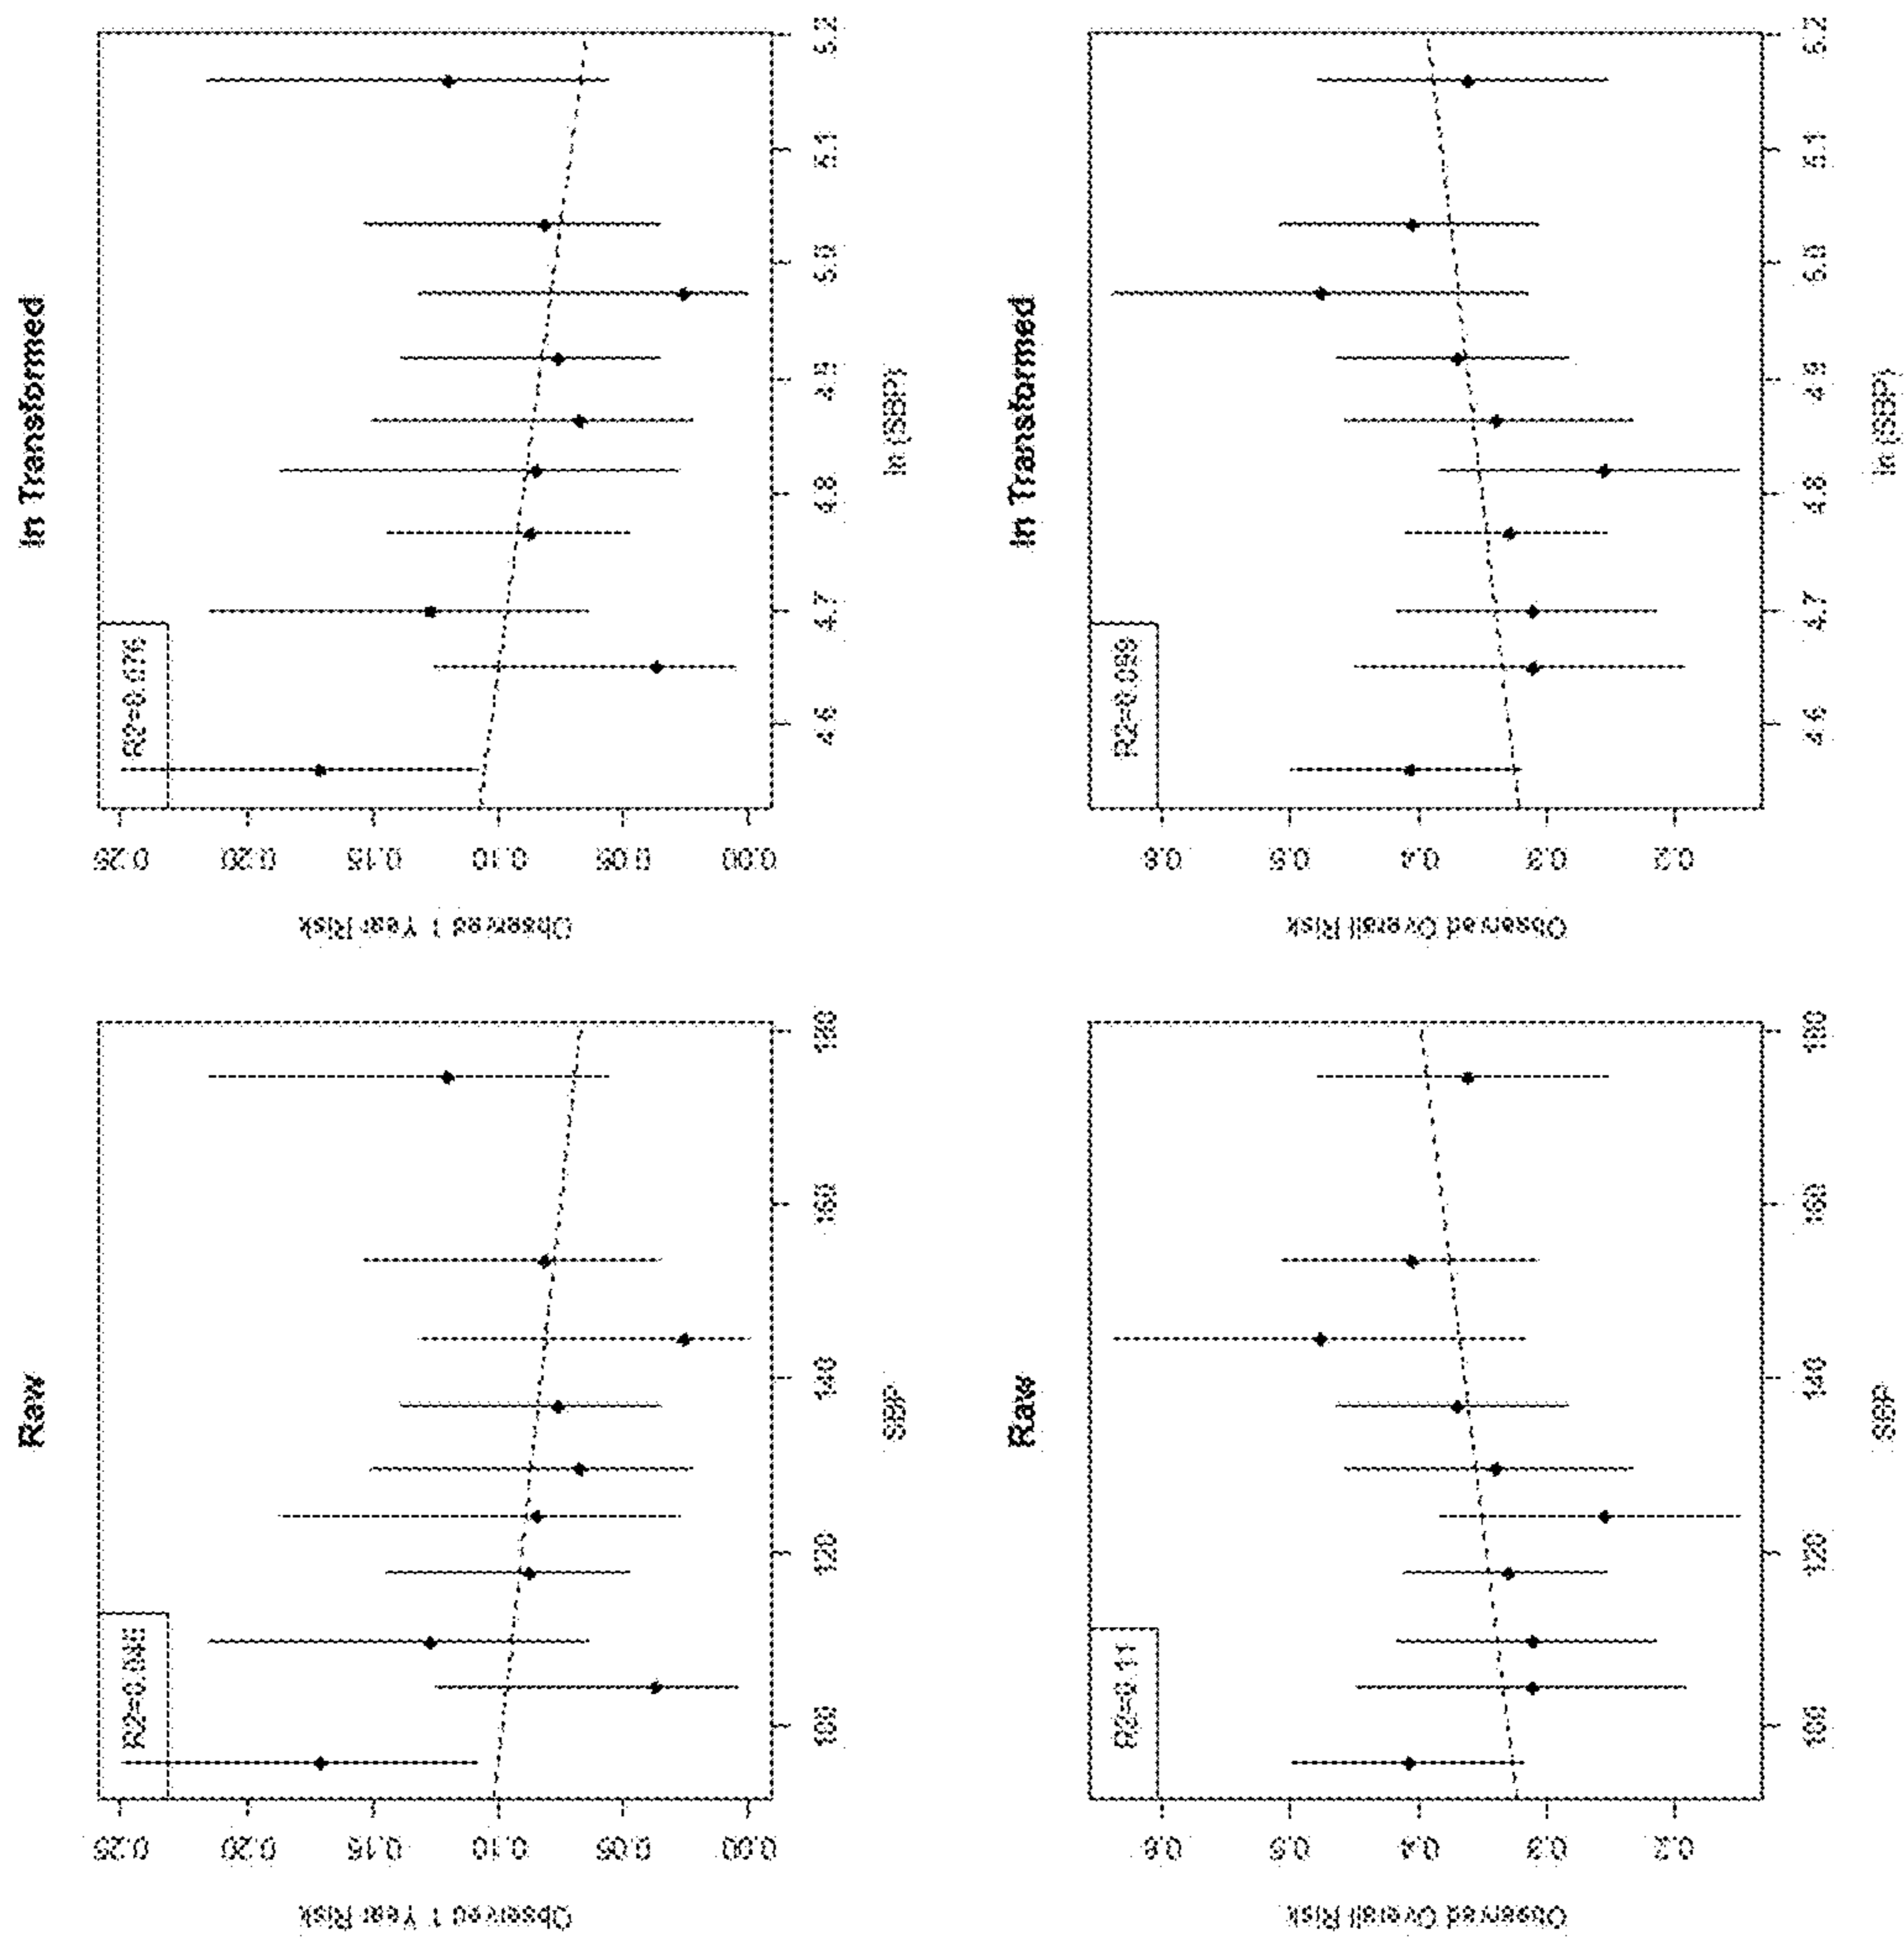 Raw
R2=0.076
ln Transformed
Observed 1 Year Risk
0.25
0.20
0.15
0.10
0.05
0.00
100 120 140 160 180
SBP
Observed 1 Year Risk
0.25
0.20
0.15
0.10
0.05
0.00
4.6 4.7 4.8 4.9 5.0 5.1 5.2
ln (SBP)
Raw
R2=0.11
ln Transformed
Observed Overall Risk
0.6
0.5
0.4
0.3
0.2
100 120 140 160 180
SBP
Observed Overall Risk
0.6
0.5
0.4
0.3
0.2
4.6 4.7 4.8 4.9 5.0 5.1 5.2
ln (SBP)